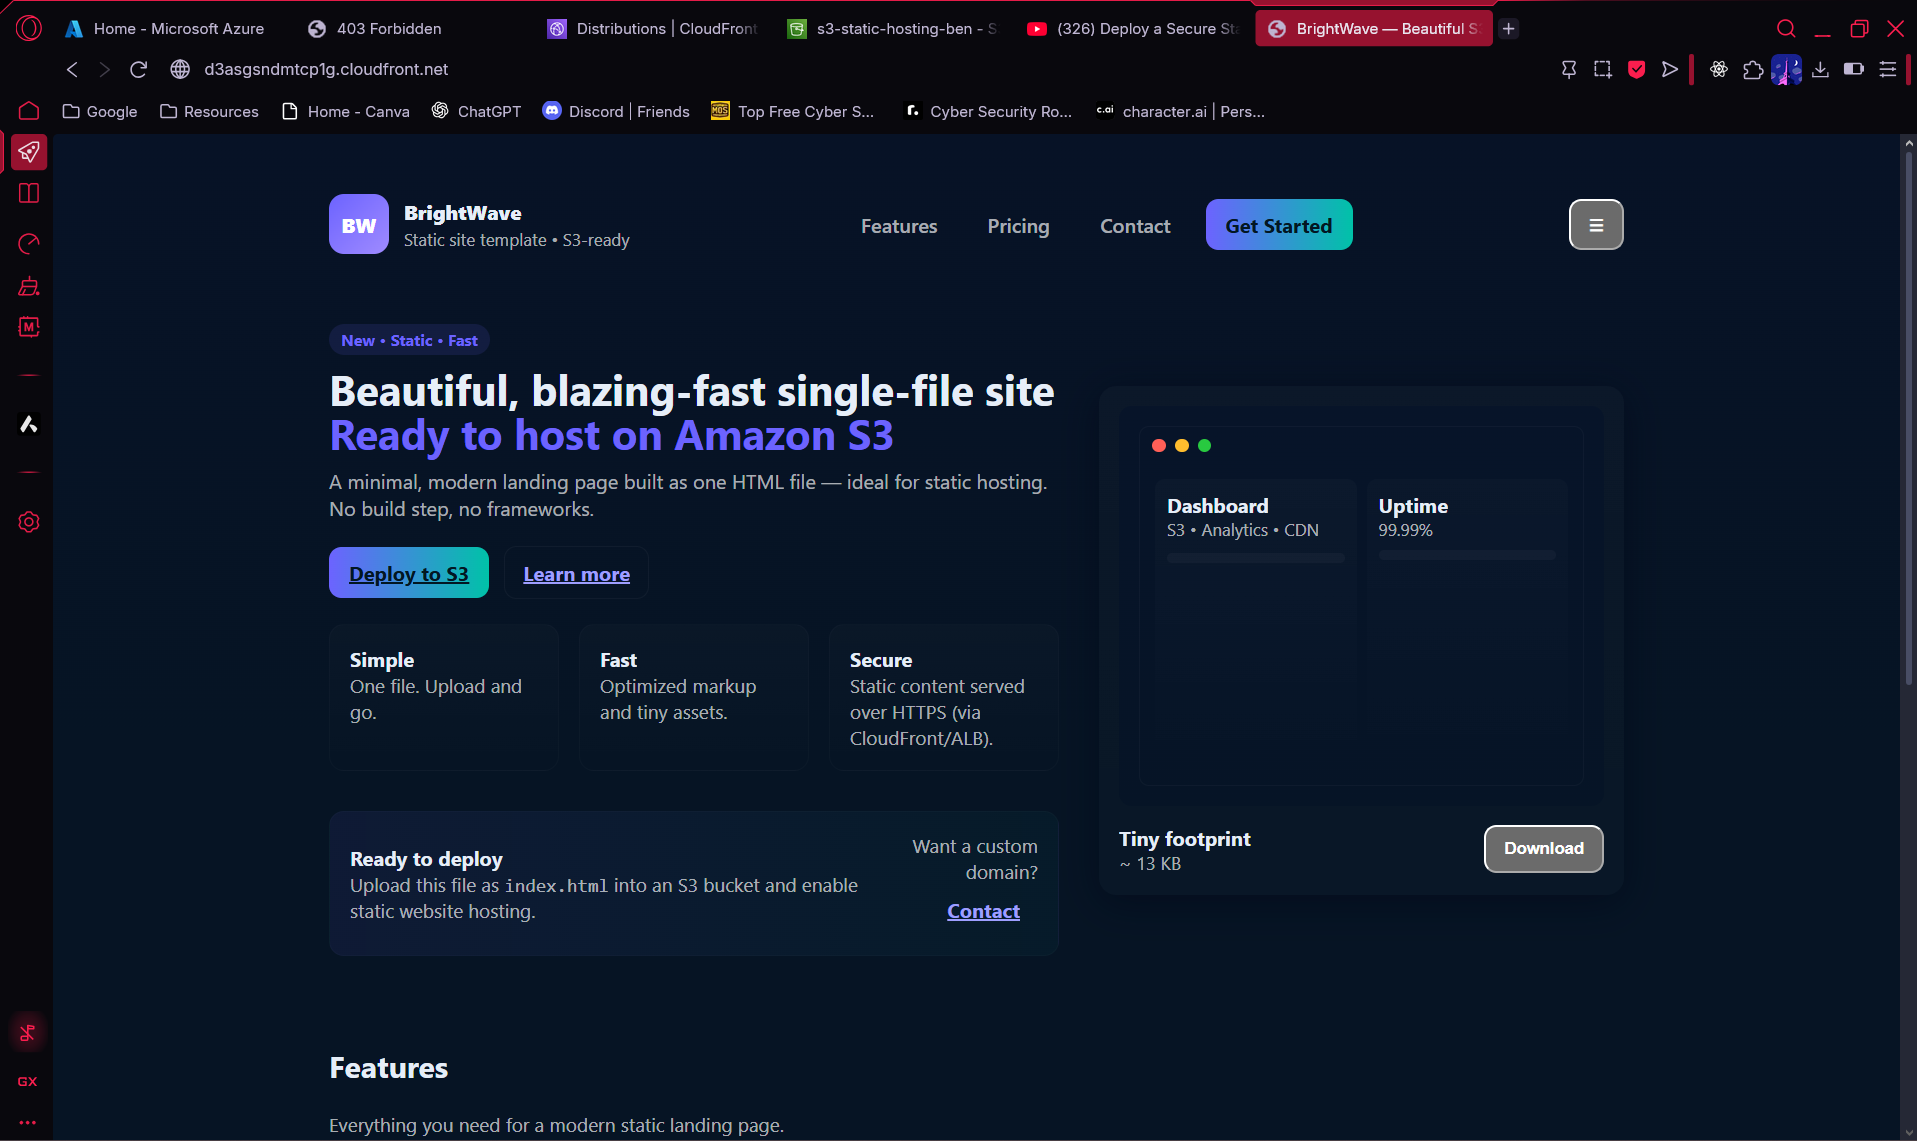 Home - Microsoft Azure
403 Forbidden
Distributions | CloudFront
s3-static-hosting-ben - S
(326) Deploy a Secure Sta
BrightWave — Beautiful S
d3asgsndmtcp1g.cloudfront.net
Google
Resources
Home - Canva
ChatGPT
Discord | Friends
MOS
Top Free Cyber S...
r.
Cyber Security Ro...
c.ai
character.ai | Pers...
M
GX
BW
BrightWave
Static site template • S3-ready
Features
Pricing
Contact
Get Started
New • Static • Fast
Beautiful, blazing-fast single-file site
Ready to host on Amazon S3
A minimal, modern landing page built as one HTML file — ideal for static hosting.
No build step, no frameworks.
Deploy to S3
Learn more
Simple
One file. Upload and
go.
Fast
Optimized markup
and tiny assets.
Secure
Static content served
over HTTPS (via
CloudFront/ALB).
Ready to deploy
Upload this file as index.html into an S3 bucket and enable
static website hosting.
Want a custom
domain?
Contact
Dashboard
S3 • Analytics • CDN
Uptime
99.99%
Tiny footprint
~ 13 KB
Download
Features
Everything you need for a modern static landing page.